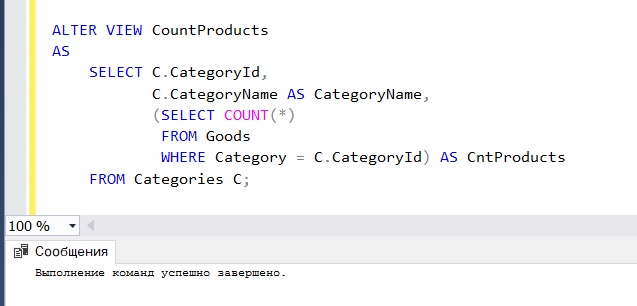 ALTER VIEW CountProducts
AS
SELECT C.CategoryId,
C.CategoryName AS CategoryName,
(SELECT COUNT(*)
FROM Goods
WHERE Category = C.CategoryId) AS CntProducts
FROM Categories C;
100 %
Сообщения
Выполнение команд успешно завершено.